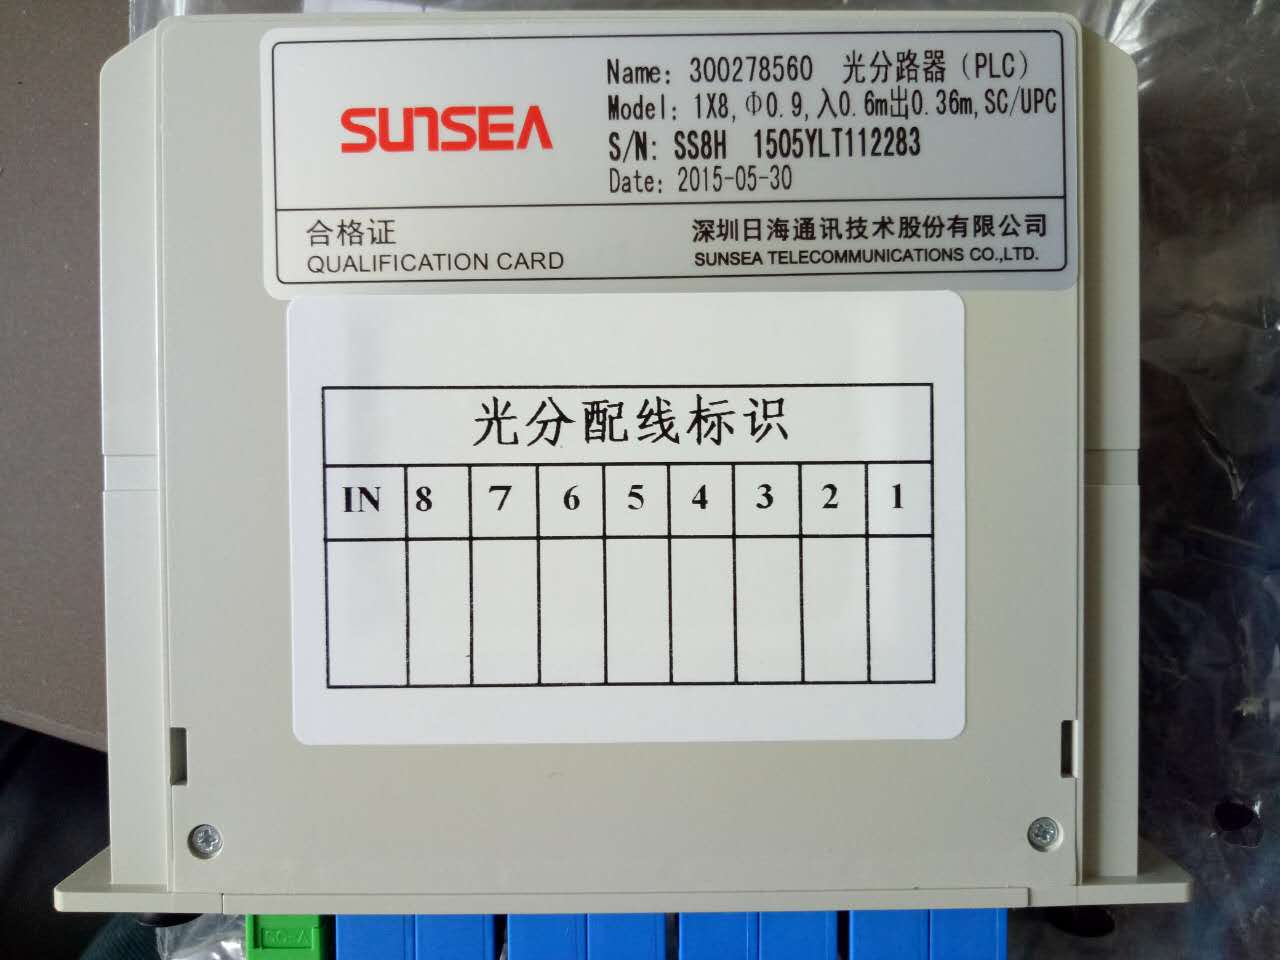 SUNSEA
Name: 300278560 光分路器(PLC)
Model: 1X8,Φ0.9,入0.6m出0.36m,SC/UPC
S/N: SS8H 1505YLT112283
Date: 2015-05-30
合格证
QUALIFICATION CARD
深圳日海通讯技术股份有限公司
SUNSEA TELECOMMUNICATIONS CO.,LTD.
光分配线标识
IN 8 7 6 5 4 3 2 1